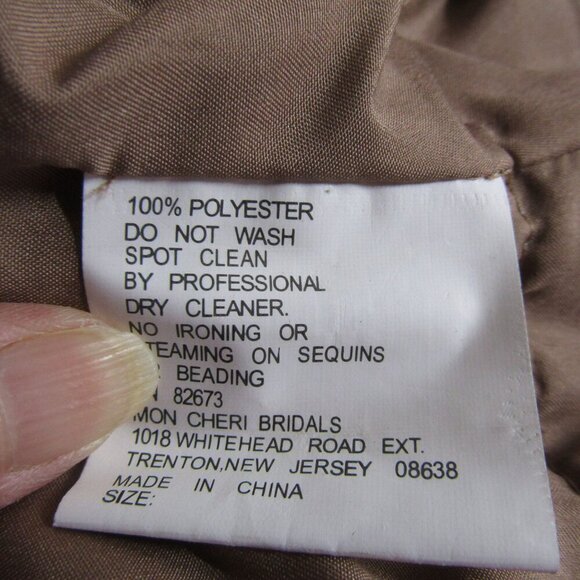 100% POLYESTER
DO NOT WASH
SPOT CLEAN
BY PROFESSIONAL
DRY CLEANER.
NO IRONING OR
TEAMING ON SEQUINS
BEADING
82673
MON CHERI BRIDALS
1018 WHITEHEAD ROAD EXT.
TRENTON,NEW JERSEY 08638
MADE IN CHINA
SIZE: